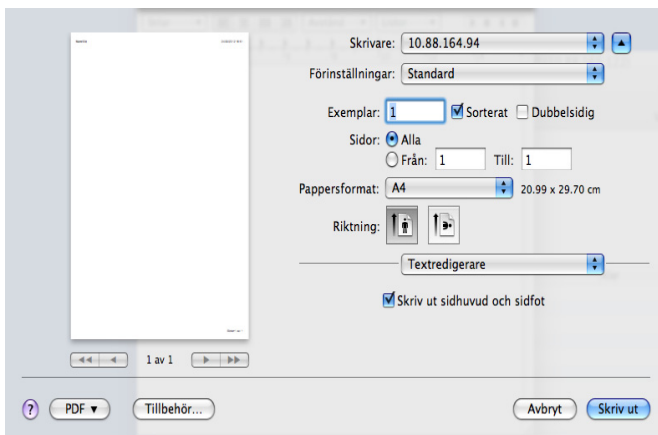 Skrivare: 10.88.164.94
Förinställningar: Standard
Exemplar: 1 Sorterat Dubbelsidig
Sidor: Alla
Från: 1 Till: 1
Pappersformat: A4 20.99 x 29.70 cm
Riktning:
Textredigerare
Skriv ut sidhuvud och sidfot
1 av 1
? PDF ▼ Tillbehör... Avbryt Skriv ut